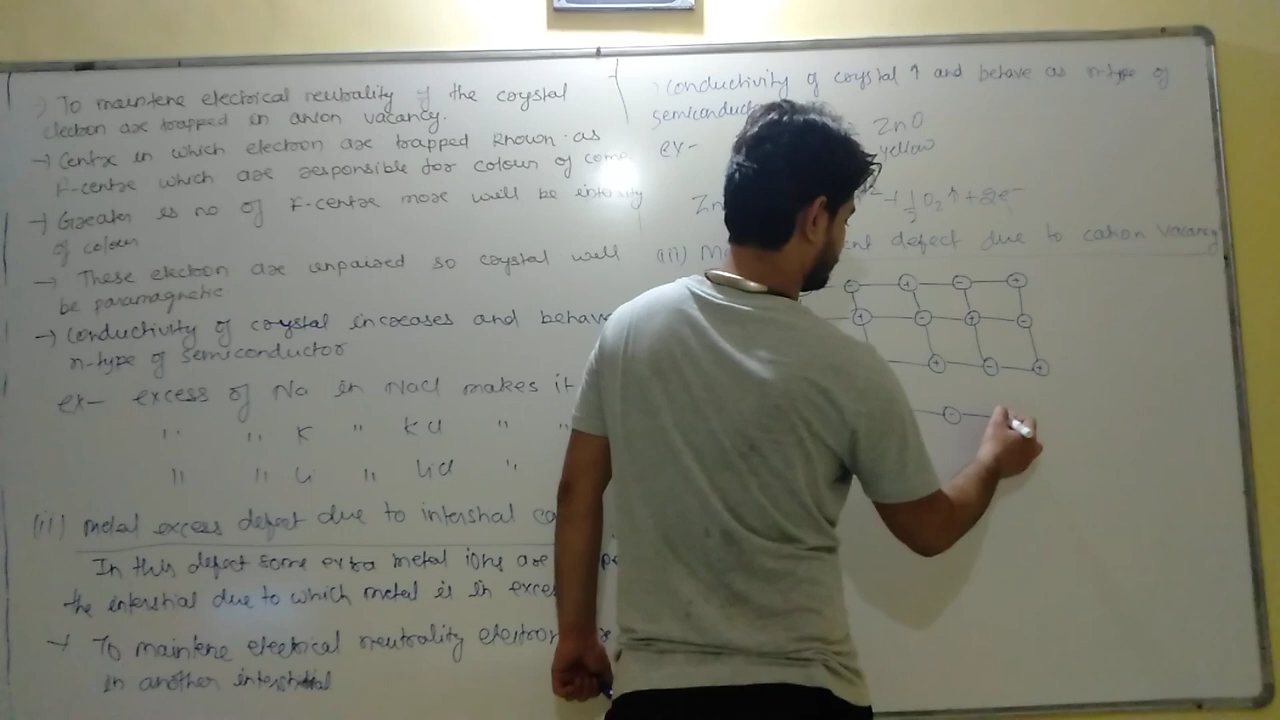 -) To maintene electrical neutrality of the crystal
electron are trapped in anion vacancy.
→ Centre in which electron are trapped known as
F-centre which are responsible for colour of comp
→ Greater is no of F-centre more will be intensity
of colour
→ These electron are unpaired so crystal will
be paramagnetic
→ Conductivity of crystal increases and behave
n-type of semiconductor
ex- excess of Na in NaCl makes it
" " K " KCl "
" " Li " LiCl "
(ii) Metal excess defect due to interstial ca
In this defect some extra metal ions are
the interstial due to which metal is in exces
→ To maintene electrical neutrality electron
in another interstitial
Conductivity of crystal ↑ and behave as n-type of
semiconduct
ex- ZnO
yellow
Zn + ½O₂↑ + 2e⁻
(ii) M ent defect due to cation vacancy
- + - +
+ - + -
+ - +
-